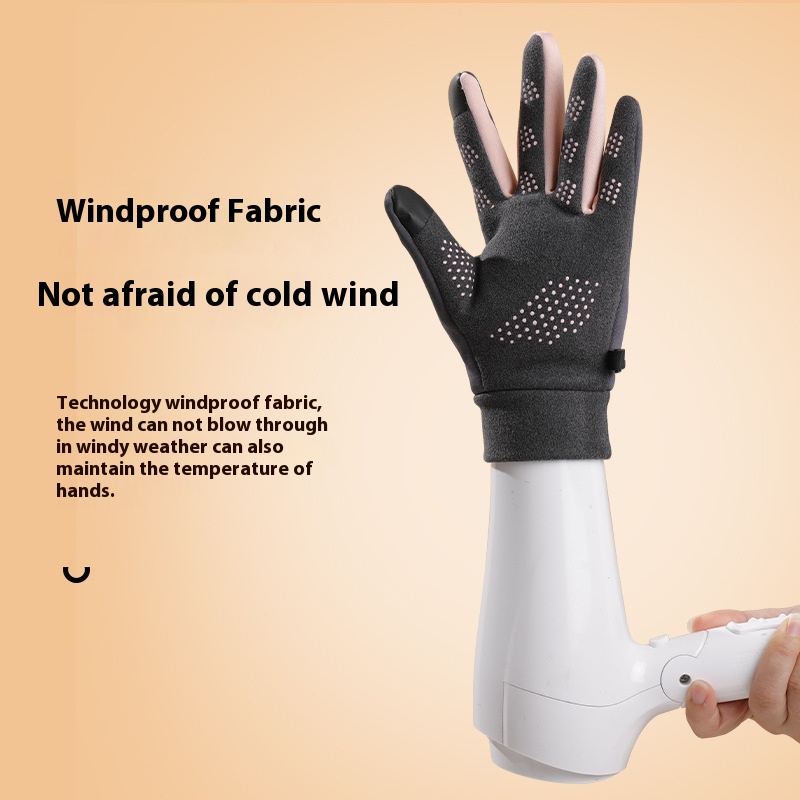 Windproof Fabric
Not afraid of cold wind
Technology windproof fabric,
the wind can not blow through
in windy weather can also
maintain the temperature of
hands.